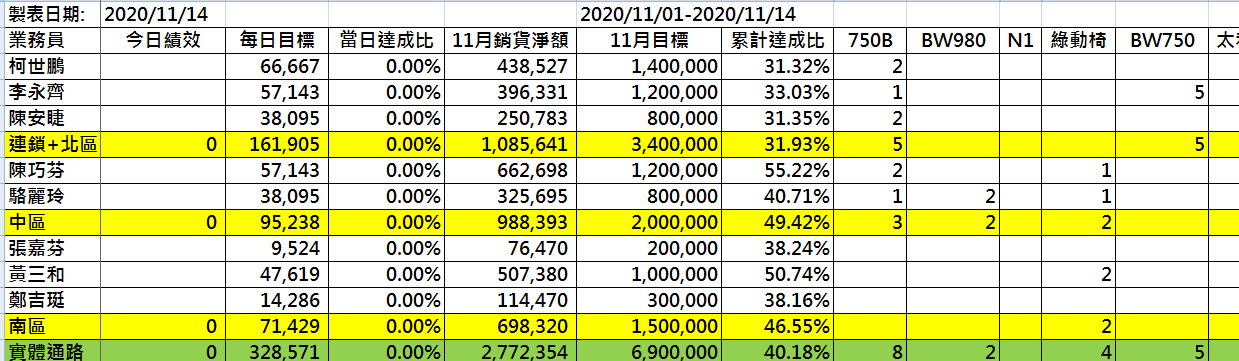 製表日期: 2020/11/14 2020/11/01-2020/11/14
業務員 今日績效 每日目標 當日達成比 11月銷貨淨額 11月目標 累計達成比 750B BW980 N1 綠動椅 BW750 太
柯世鵬 66,667 0.00% 438,527 1,400,000 31.32% 2
李永齊 57,143 0.00% 396,331 1,200,000 33.03% 1 5
陳安睫 38,095 0.00% 250,783 800,000 31.35% 2
連鎖+北區 0 161,905 0.00% 1,085,641 3,400,000 31.93% 5 5
陳巧芬 57,143 0.00% 662,698 1,200,000 55.22% 2 1
駱麗玲 38,095 0.00% 325,695 800,000 40.71% 1 2 1
中區 0 95,238 0.00% 988,393 2,000,000 49.42% 3 2 2
張嘉芬 9,524 0.00% 76,470 200,000 38.24%
黃三和 47,619 0.00% 507,380 1,000,000 50.74% 2
鄭吉珽 14,286 0.00% 114,470 300,000 38.16%
南區 0 71,429 0.00% 698,320 1,500,000 46.55% 2
實體通路 0 328,571 0.00% 2,772,354 6,900,000 40.18% 8 2 4 5